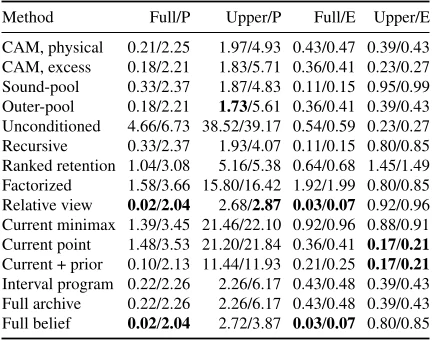 Method Full/P Upper/P Full/E Upper/E
CAM, physical 0.21/2.25 1.97/4.93 0.43/0.47 0.39/0.43
CAM, excess 0.18/2.21 1.83/5.71 0.36/0.41 0.23/0.27
Sound-pool 0.33/2.37 1.87/4.83 0.11/0.15 0.95/0.99
Outer-pool 0.18/2.21 1.73/5.61 0.36/0.41 0.39/0.43
Unconditioned 4.66/6.73 38.52/39.17 0.54/0.59 0.23/0.27
Recursive 0.33/2.37 1.93/4.07 0.11/0.15 0.80/0.85
Ranked retention 1.04/3.08 5.16/5.38 0.64/0.68 1.45/1.49
Factorized 1.58/3.66 15.80/16.42 1.92/1.99 0.80/0.85
Relative view 0.02/2.04 2.68/2.87 0.03/0.07 0.92/0.96
Current minimax 1.39/3.45 21.46/22.10 0.92/0.96 0.88/0.91
Current point 1.48/3.53 21.20/21.84 0.36/0.41 0.17/0.21
Current + prior 0.10/2.13 11.44/11.93 0.21/0.25 0.17/0.21
Interval program 0.22/2.26 2.26/6.17 0.43/0.48 0.39/0.43
Full archive 0.22/2.26 2.26/6.17 0.43/0.48 0.39/0.43
Full belief 0.02/2.04 2.72/3.87 0.03/0.07 0.80/0.85